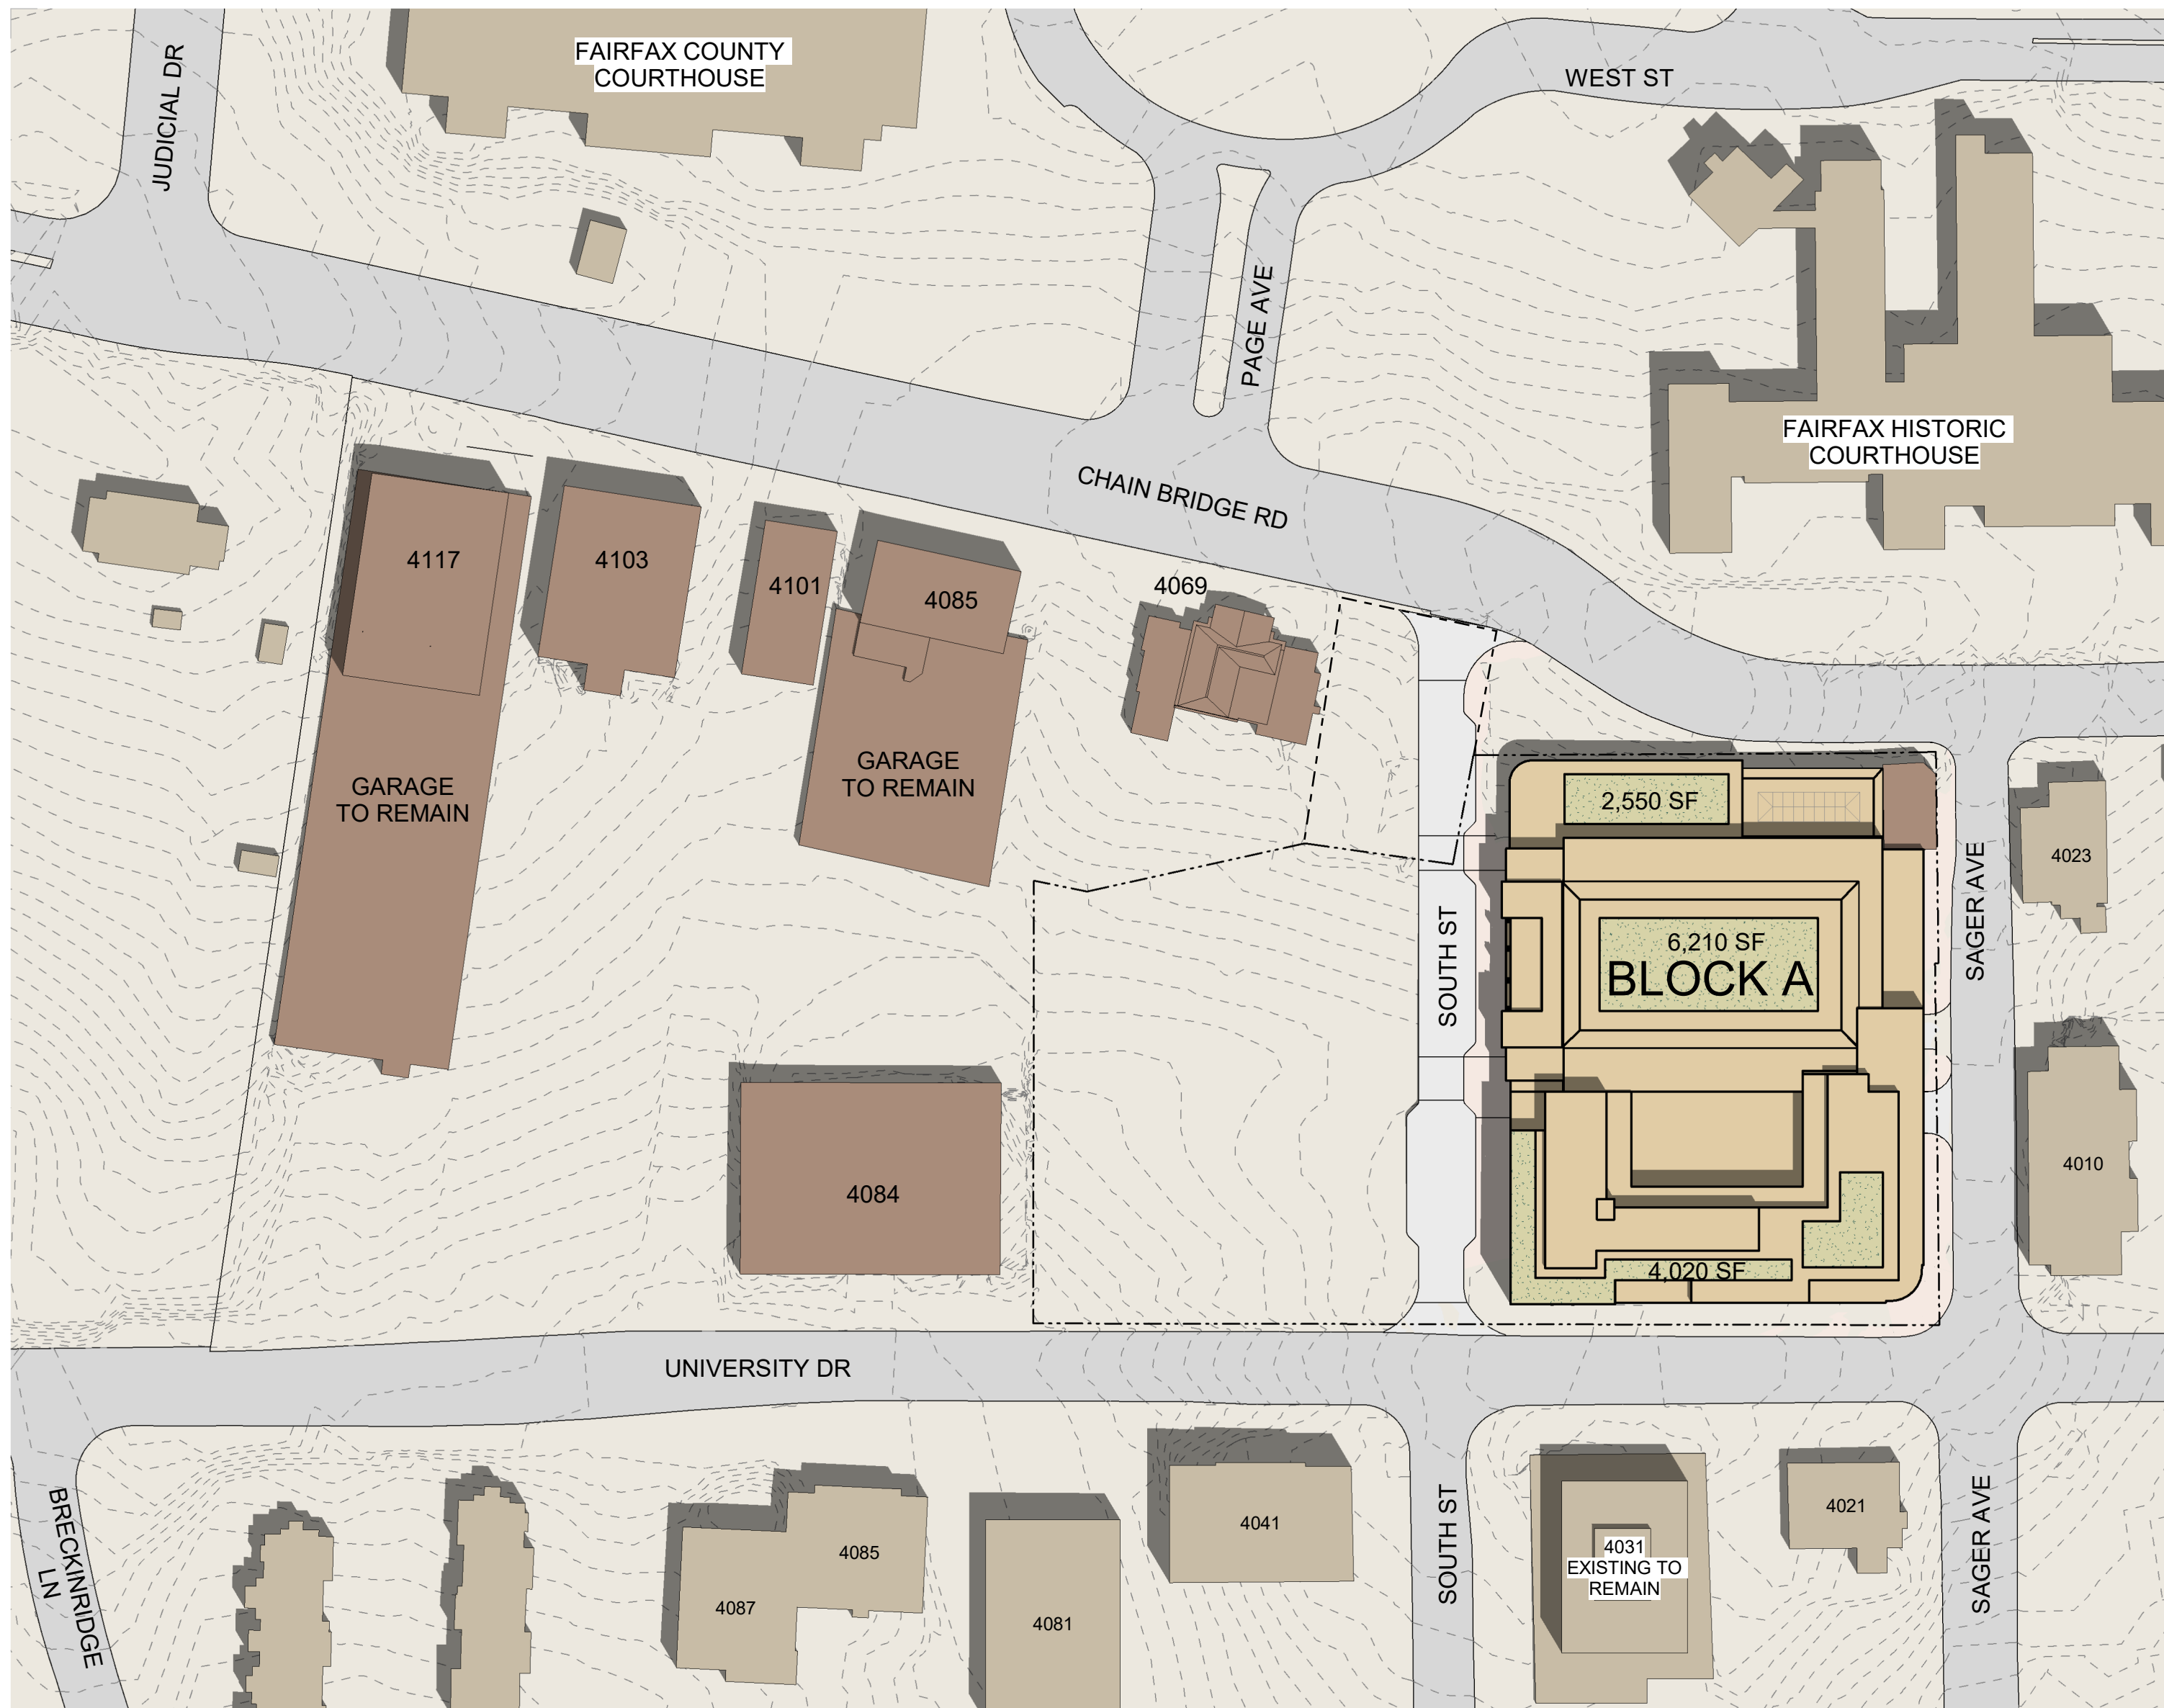 FAIRFAX COUNTY
COURTHOUSE
JUDICIAL DR
WEST ST
PAGE AVE
FAIRFAX HISTORIC
COURTHOUSE
CHAIN BRIDGE RD
4117
4103
4101
4085
4069
GARAGE
TO REMAIN
GARAGE
TO REMAIN
2,550 SF
4023
SAGER AVE
SOUTH ST
6,210 SF
BLOCK A
4084
4010
4,020 SF
UNIVERSITY DR
BRECKINRIDGE
LN
4085
4087
4081
4041
SOUTH ST
4031
EXISTING TO
REMAIN
4021
SAGER AVE